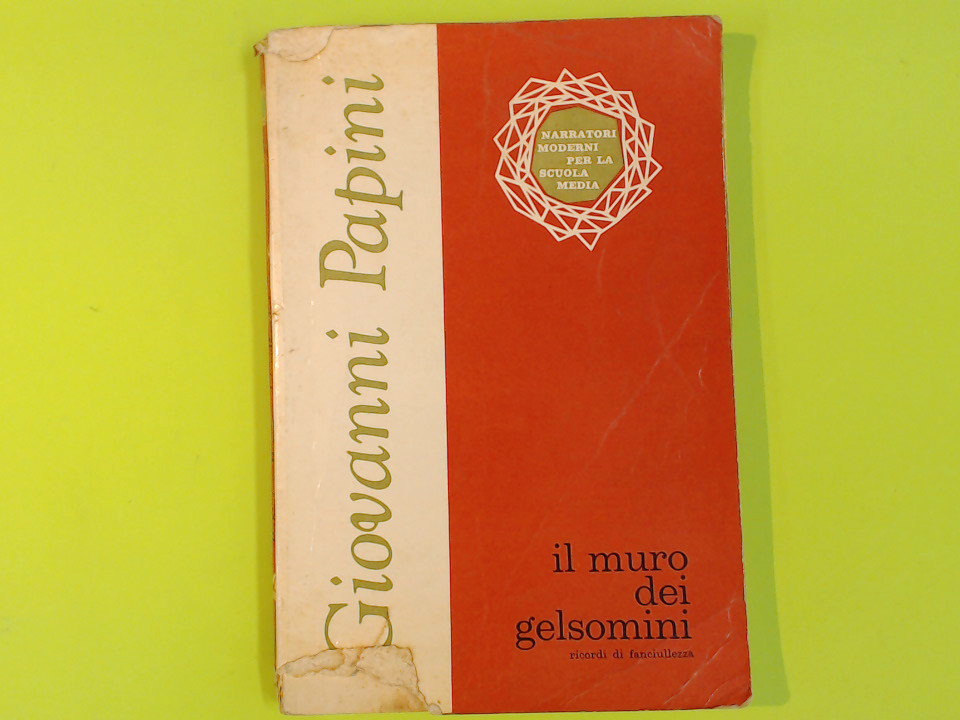 Giovanni Papini
NARRATORI
MODERNI
PER LA
SCUOLA
MEDIA
il muro
dei
gelsomini
ricordi di fanciullezza